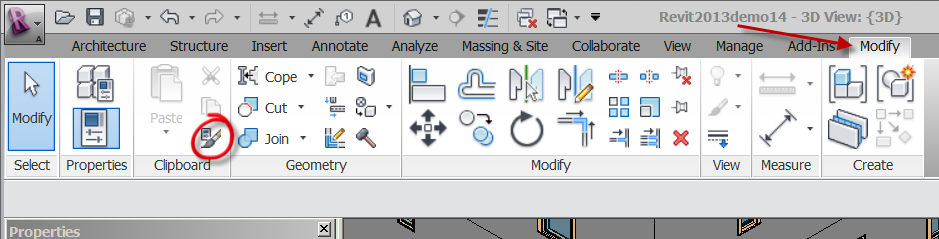 Revit2013demo14 - 3D View: {3D}
Architecture Structure Insert Annotate Analyze Massing & Site Collaborate View Manage Add-Ins Modify
Modify
Paste
Cope
Cut
Join
Select Properties Clipboard Geometry Modify View Measure Create
Properties